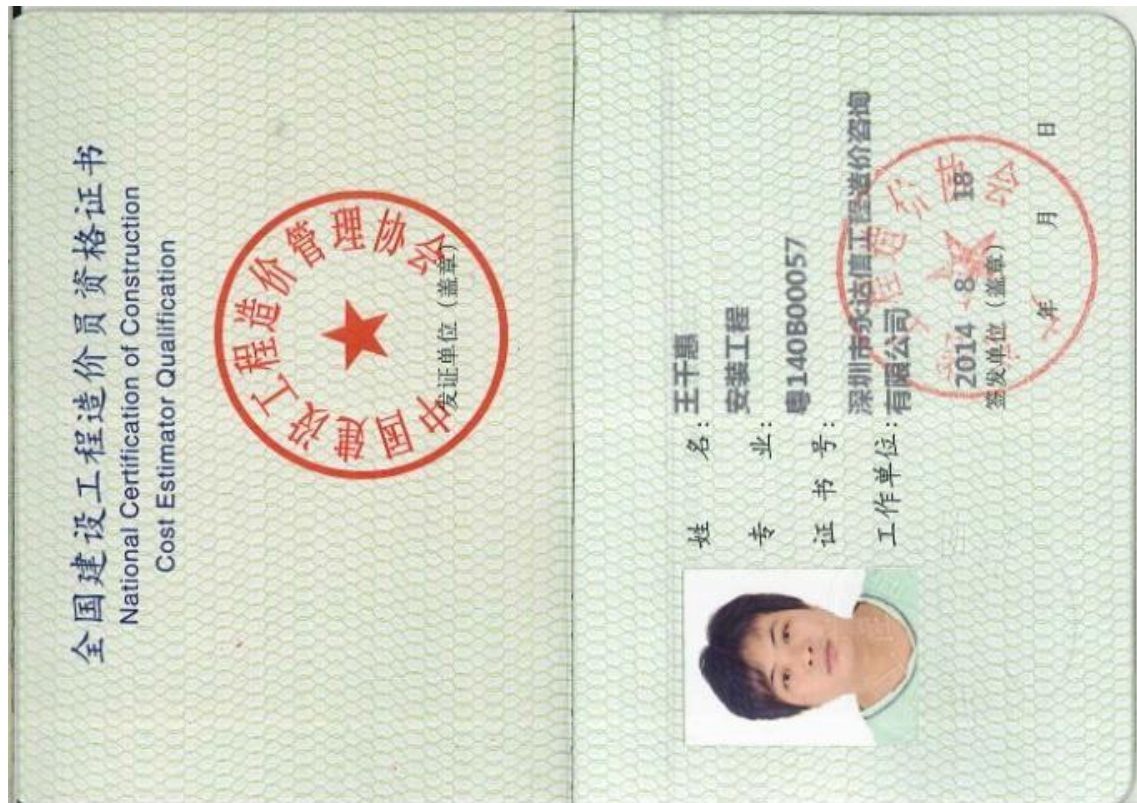 全国建设工程造价员资格证书
National Certification of Construction
Cost Estimator Qualification
中国建设工程造价管理协会
发证单位（盖章）
姓 名：王干惠
专 业：安装工程
证 书 号：粤140B00057
深圳市永达信工程造价咨询
工作单位：有限公司
2014 8 18
签发单位（盖章）
年 月 日